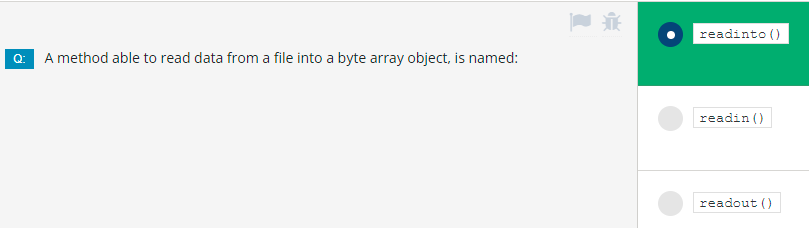 Q: A method able to read data from a file into a byte array object, is named:
readinto()
readin()
readout()